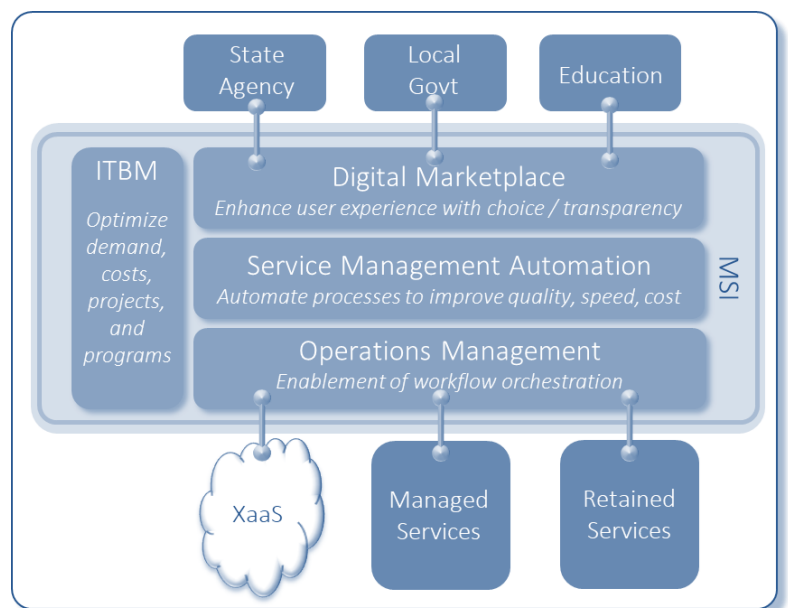 State
Agency
Local
Govt
Education
ITBM
Optimize
demand,
costs,
projects,
and
programs
Digital Marketplace
Enhance user experience with choice / transparency
Service Management Automation
Automate processes to improve quality, speed, cost
Operations Management
Enablement of workflow orchestration
MSI
XaaS
Managed
Services
Retained
Services